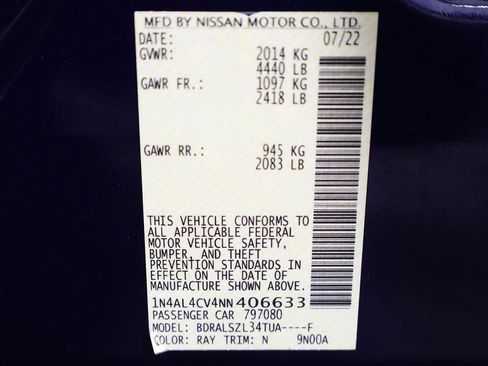 MFD BY NISSAN MOTOR CO., LTD.
DATE: 07/22
GVWR: 2014 KG
4440 LB
GAWR FR.: 1097 KG
2418 LB
GAWR RR.: 945 KG
2083 LB
THIS VEHICLE CONFORMS TO
ALL APPLICABLE FEDERAL
MOTOR VEHICLE SAFETY,
BUMPER, AND THEFT
PREVENTION STANDARDS IN
EFFECT ON THE DATE OF
MANUFACTURE SHOWN ABOVE.
1N4AL4CV4NN406633
PASSENGER CAR 797080
MODEL: BDRALSZL34TUA----F
COLOR: RAY TRIM: N 9N00A